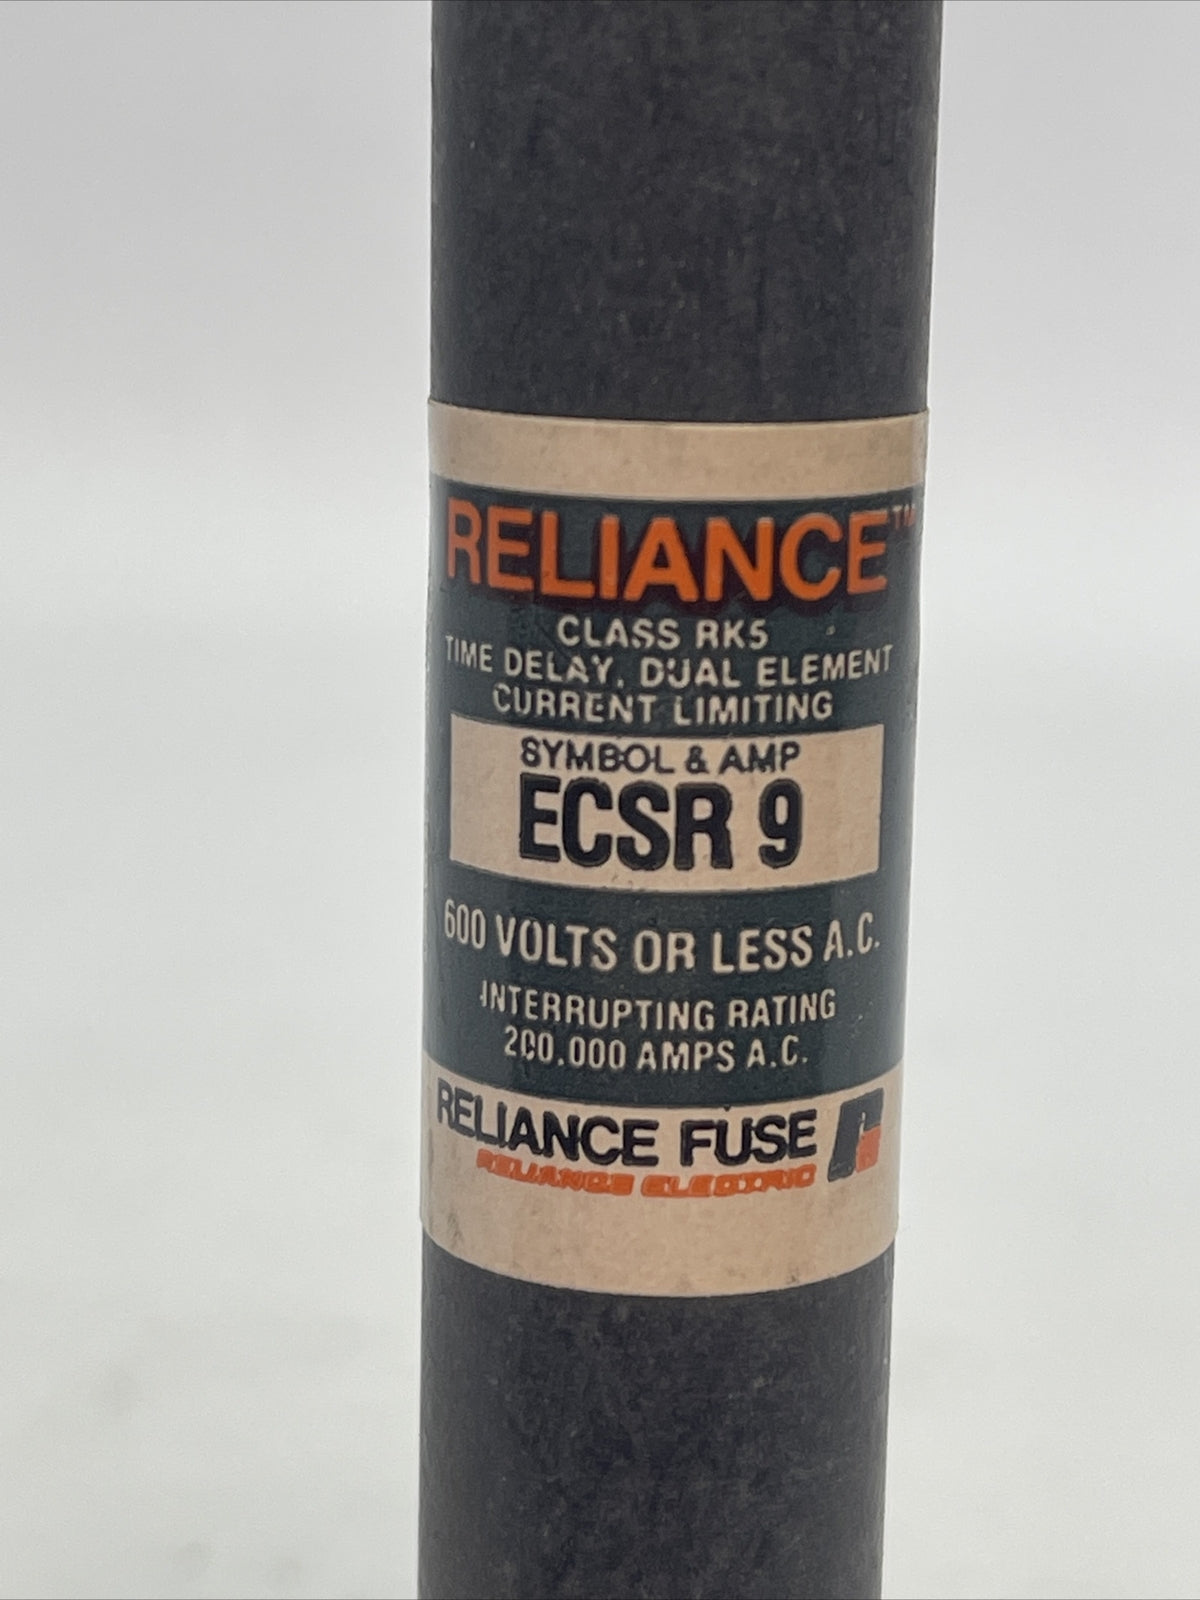 RELIANCE™
CLASS RK5
TIME DELAY, DUAL ELEMENT
CURRENT LIMITING
SYMBOL & AMP
ECSR 9
600 VOLTS OR LESS A.C.
INTERRUPTING RATING
200.000 AMPS A.C.
RELIANCE FUSE
RELIANCE ELECTRIC